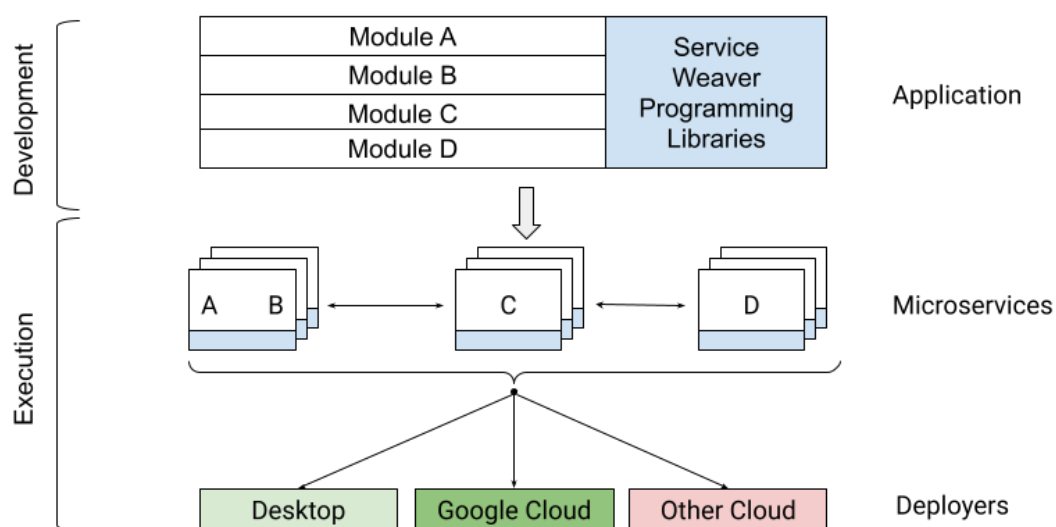 Development
Module A
Module B
Module C
Module D
Service
Weaver
Programming
Libraries
Application
Execution
A B
C
D
Microservices
Desktop
Google Cloud
Other Cloud
Deployers